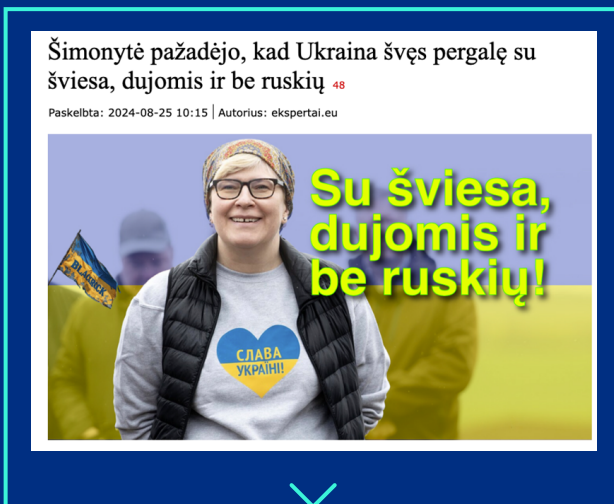 Šimonytė pažadėjo, kad Ukraina švęs pergalę su
šviesa, dujomis ir be ruskių 48
Paskelbta: 2024-08-25 10:15 | Autorius: ekspertai.eu
Su šviesa,
dujomis ir
be ruskių!
BLABRICK
СЛАВА
УКРАЇНІ!